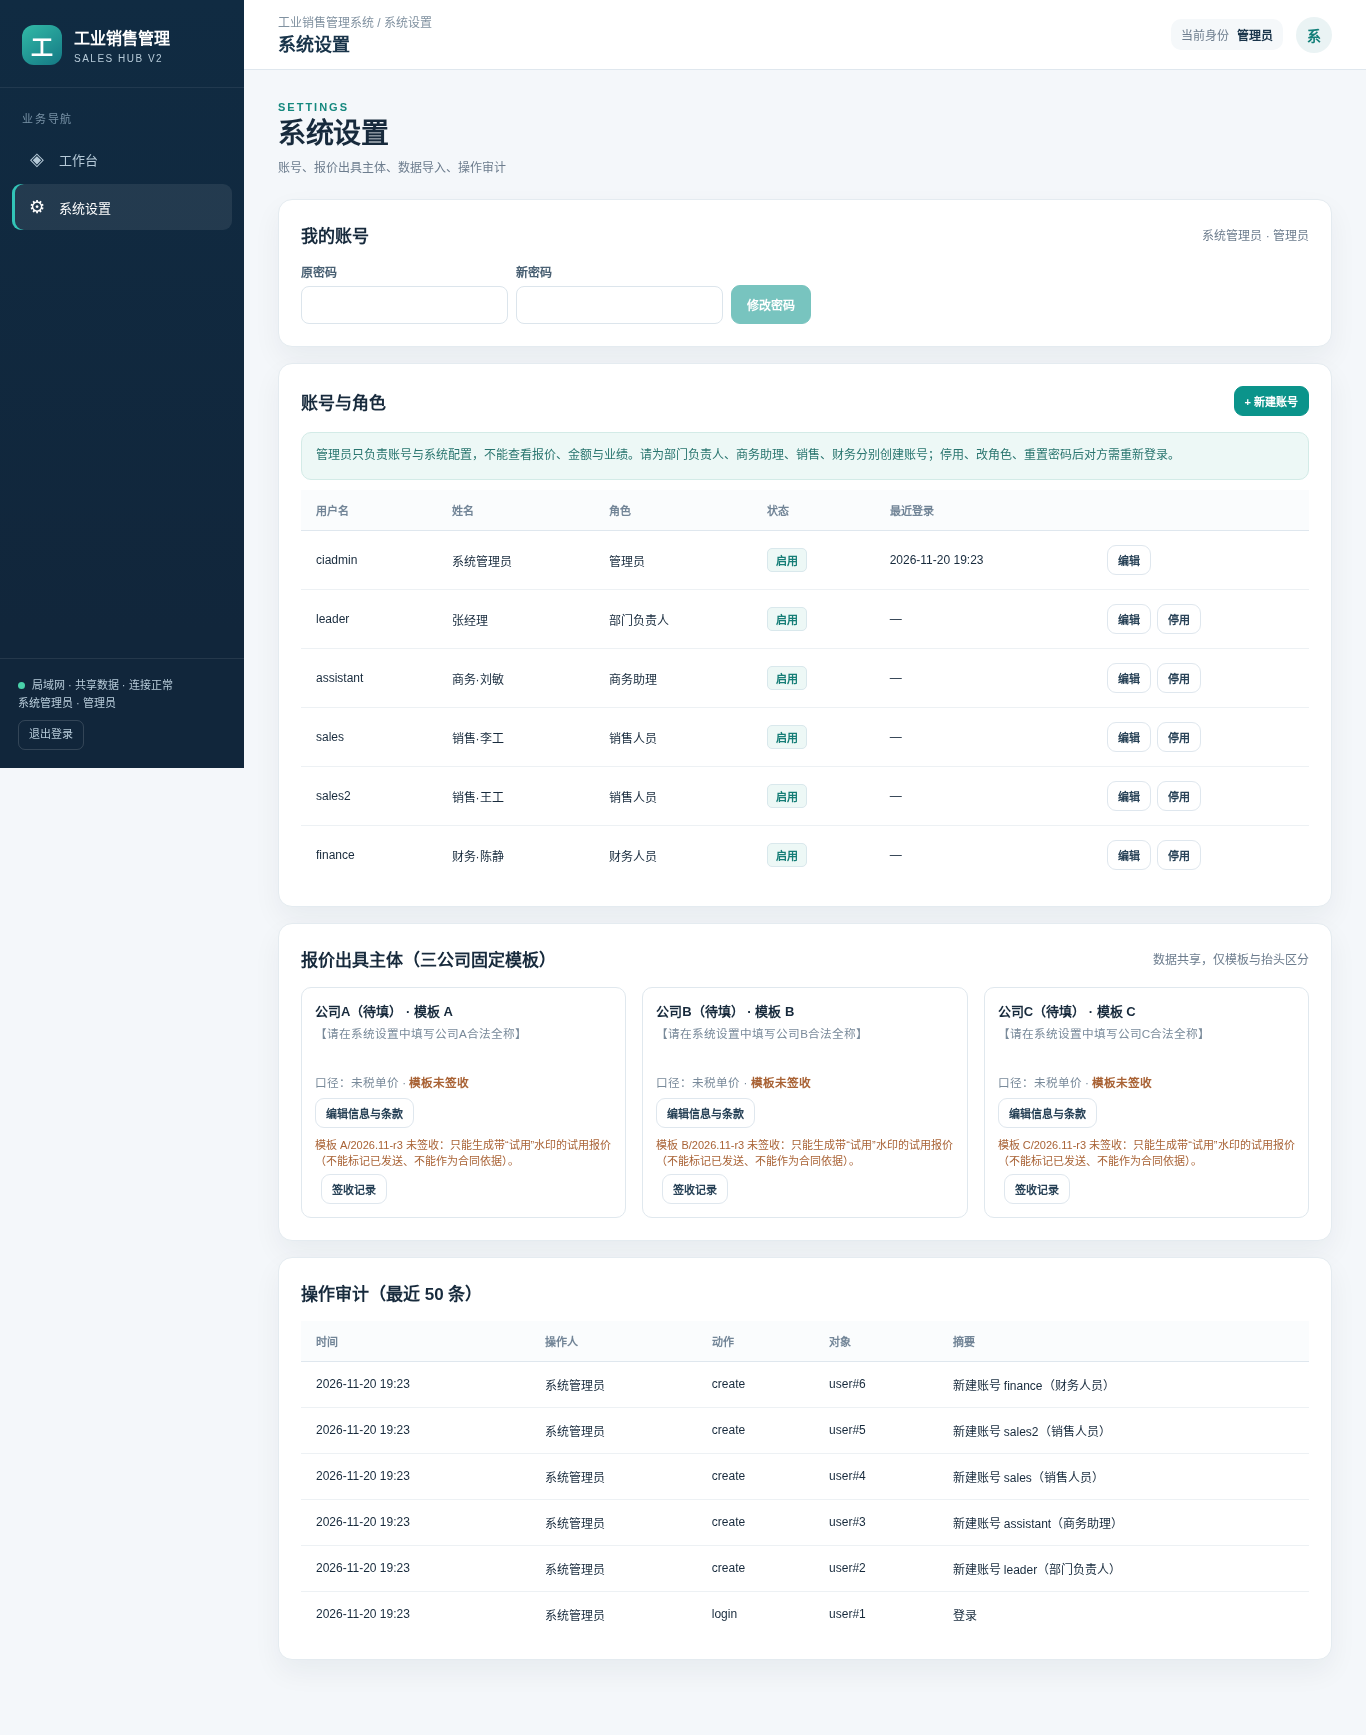 工
工业销售管理
SALES HUB V2
业务导航
工作台
系统设置
局域网 · 共享数据 · 连接正常
系统管理员 · 管理员
退出登录
工业销售管理系统 / 系统设置
系统设置
当前身份 管理员
系
SETTINGS
系统设置
账号、报价出具主体、数据导入、操作审计
我的账号
系统管理员 · 管理员
原密码 新密码
修改密码
账号与角色
+ 新建账号
管理员只负责账号与系统配置，不能查看报价、金额与业绩。请为部门负责人、商务助理、销售、财务分别创建账号；停用、改角色、重置密码后对方需重新登录。
用户名 姓名 角色 状态 最近登录
ciadmin 系统管理员 管理员 启用 2026-11-20 19:23 编辑
leader 张经理 部门负责人 启用 — 编辑 停用
assistant 商务·刘敏 商务助理 启用 — 编辑 停用
sales 销售·李工 销售人员 启用 — 编辑 停用
sales2 销售·王工 销售人员 启用 — 编辑 停用
finance 财务·陈静 财务人员 启用 — 编辑 停用
报价出具主体（三公司固定模板）
数据共享，仅模板与抬头区分
公司A（待填） · 模板 A
【请在系统设置中填写公司A合法全称】
口径：未税单价 · 模板未签收
编辑信息与条款
模板 A/2026.11-r3 未签收：只能生成带“试用”水印的试用报价
（不能标记已发送、不能作为合同依据）。
签收记录
公司B（待填） · 模板 B
【请在系统设置中填写公司B合法全称】
口径：未税单价 · 模板未签收
编辑信息与条款
模板 B/2026.11-r3 未签收：只能生成带“试用”水印的试用报价
（不能标记已发送、不能作为合同依据）。
签收记录
公司C（待填） · 模板 C
【请在系统设置中填写公司C合法全称】
口径：未税单价 · 模板未签收
编辑信息与条款
模板 C/2026.11-r3 未签收：只能生成带“试用”水印的试用报价
（不能标记已发送、不能作为合同依据）。
签收记录
操作审计（最近 50 条）
时间 操作人 动作 对象 摘要
2026-11-20 19:23 系统管理员 create user#6 新建账号 finance（财务人员）
2026-11-20 19:23 系统管理员 create user#5 新建账号 sales2（销售人员）
2026-11-20 19:23 系统管理员 create user#4 新建账号 sales（销售人员）
2026-11-20 19:23 系统管理员 create user#3 新建账号 assistant（商务助理）
2026-11-20 19:23 系统管理员 create user#2 新建账号 leader（部门负责人）
2026-11-20 19:23 系统管理员 login user#1 登录